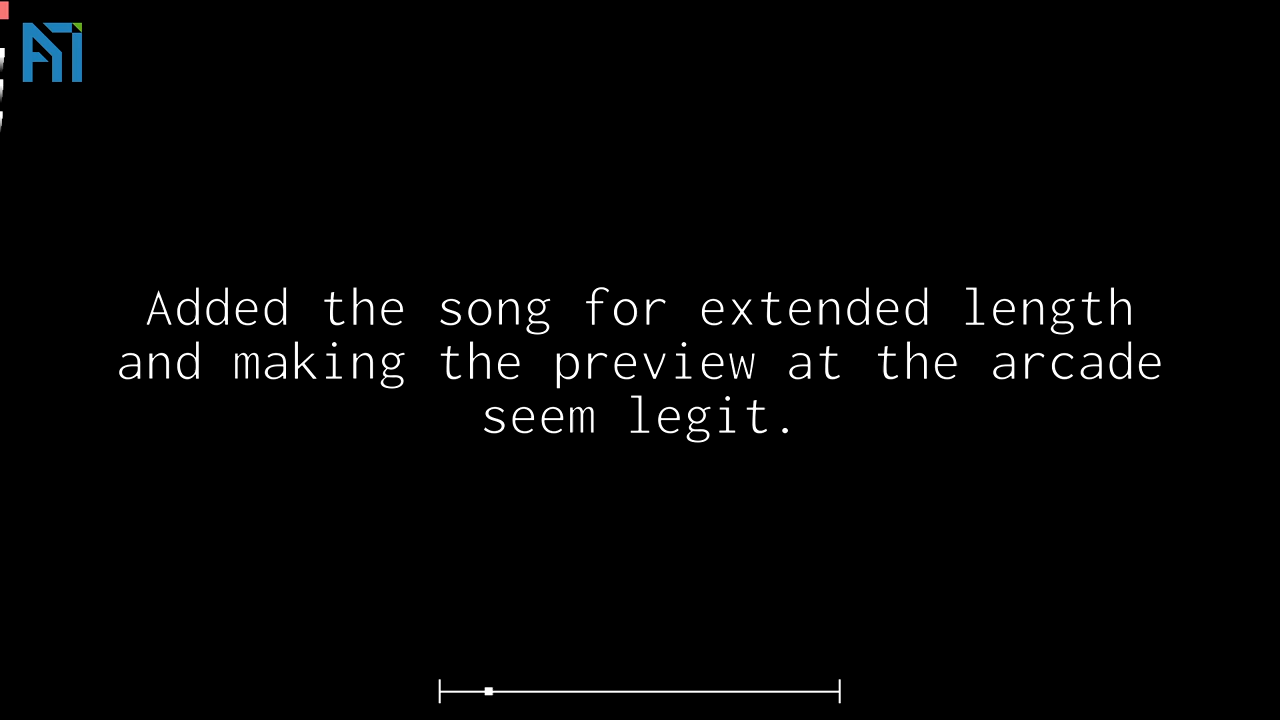 Added the song for extended length
and making the preview at the arcade
seem legit.